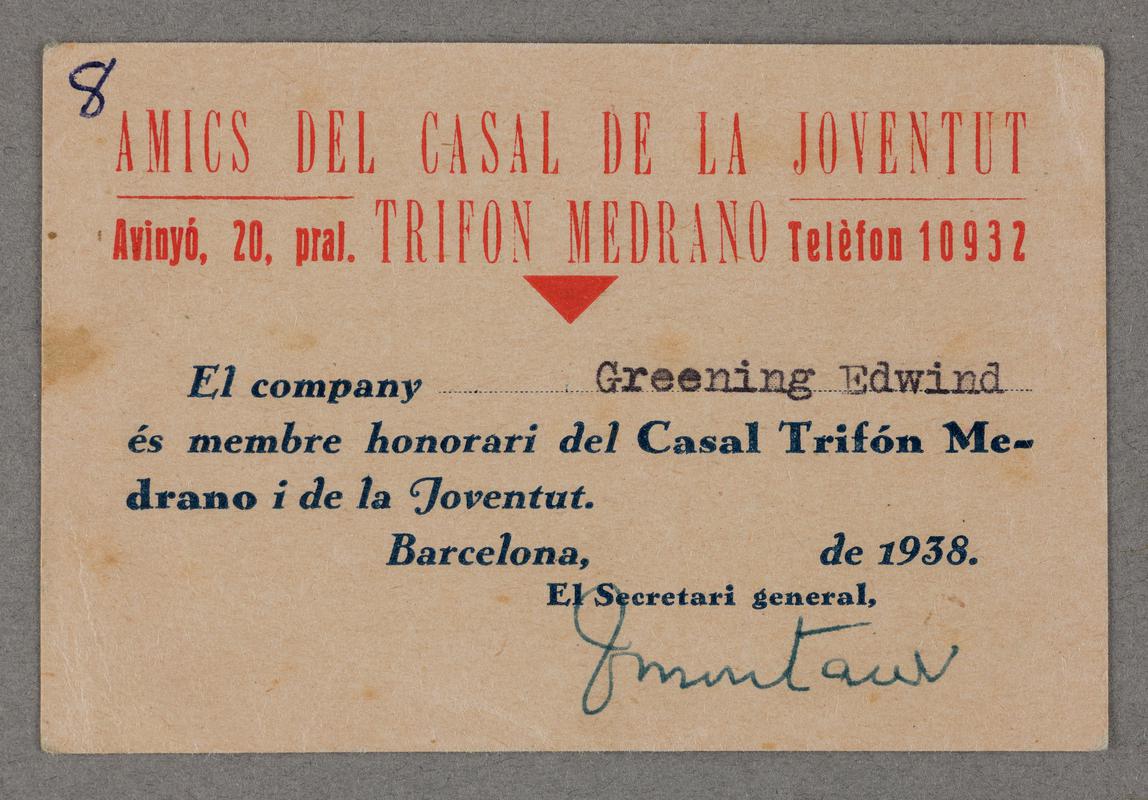 8
AMICS DEL CASAL DE LA JOVENTUT
Avinyó, 20, pral. TRIFON MEDRANO Telèfon 10932
El company Greening Edwind
és membre honorari del Casal Trifón Me-
drano i de la Joventut.
Barcelona, de 1938.
El Secretari general,